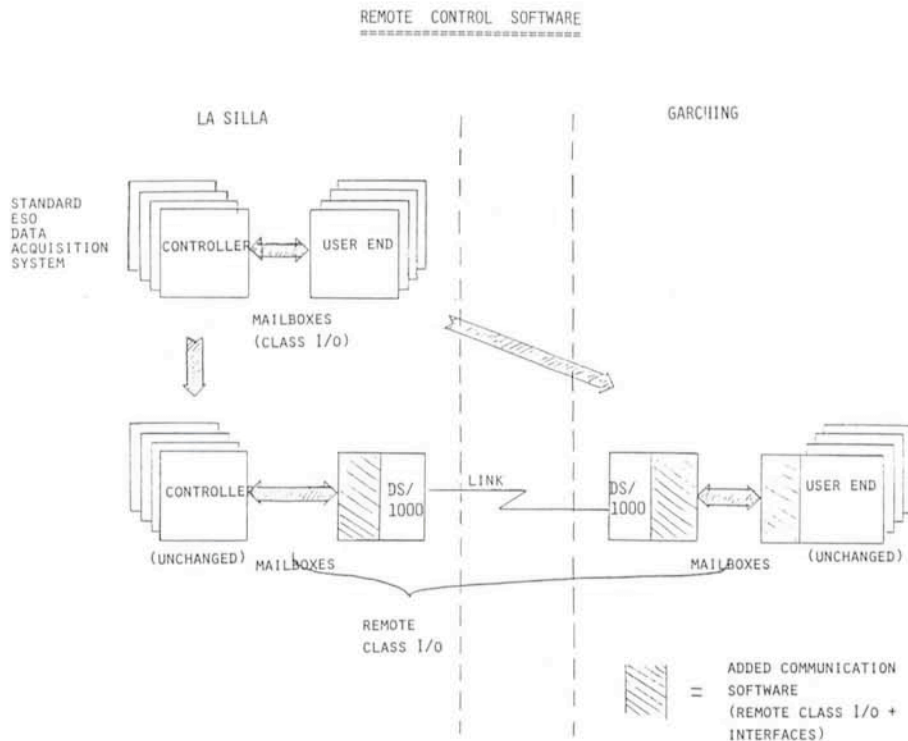 REMOTE CONTROL SOFTWARE
LA SILLA
GARCHING
STANDARD
ESO
DATA
ACQUISITION
SYSTEM
CONTROLLER
USER END
MAILBOXES
(CLASS I/O)
CONTROLLER
DS/
1000
LINK
DS/
1000
USER END
(UNCHANGED)
MAILBOXES
MAILBOXES
(UNCHANGED)
REMOTE
CLASS I/O
=
ADDED COMMUNICATION
SOFTWARE
(REMOTE CLASS I/O +
INTERFACES)